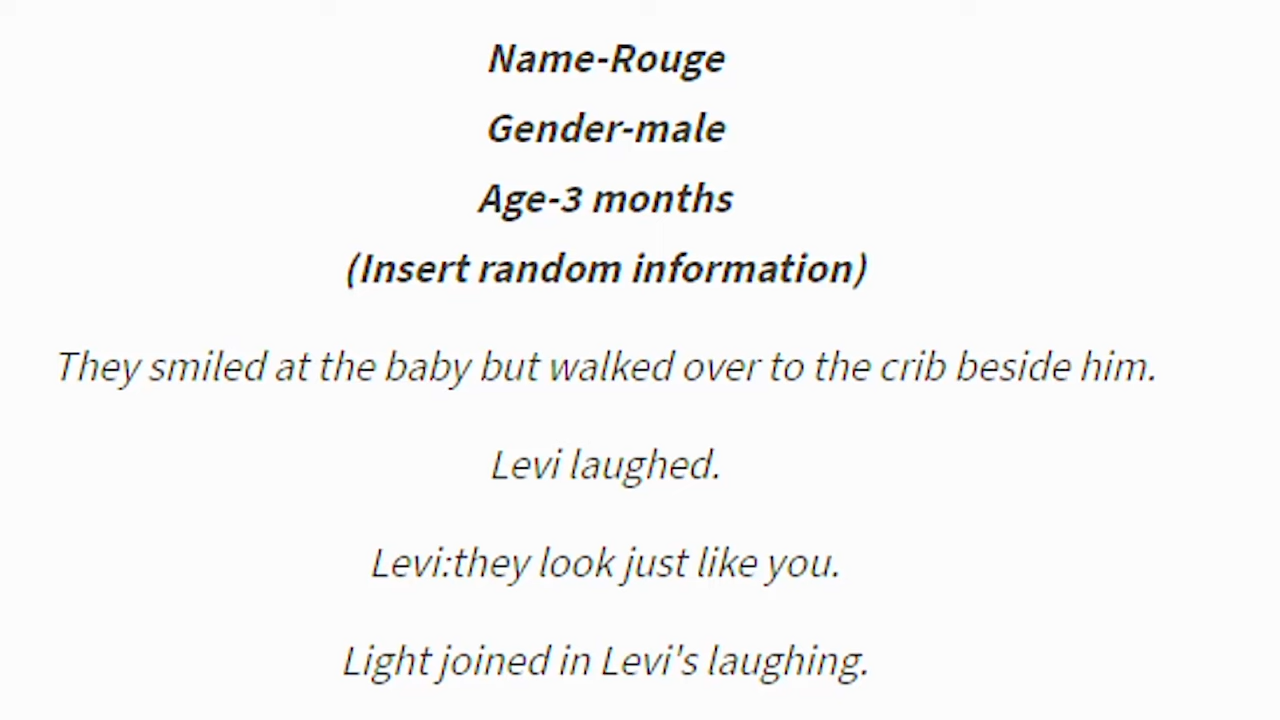 Name-Rouge
Gender-male
Age-3 months
(Insert random information)
They smiled at the baby but walked over to the crib beside him.
Levi laughed.
Levi:they look just like you.
Light joined in Levi's laughing.